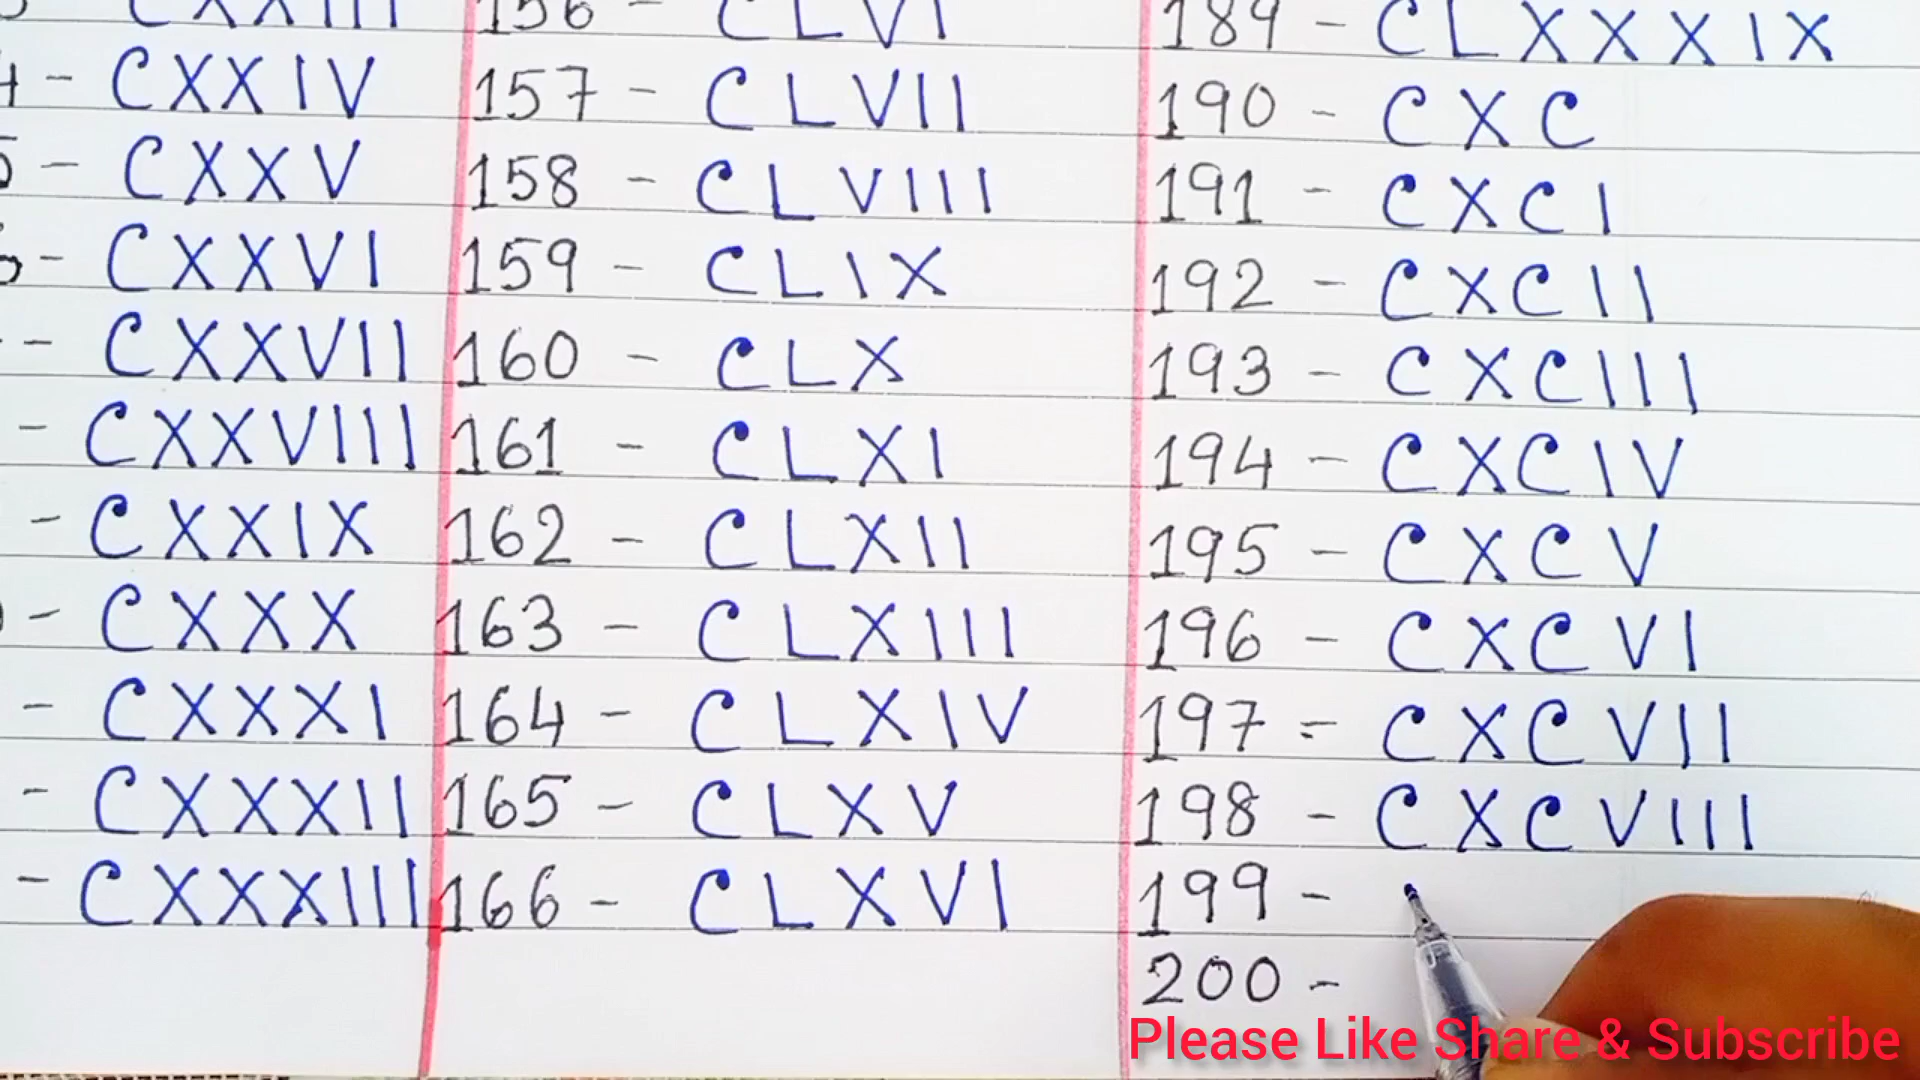 CXXIII
- CXXIV
- CXXV
- CXXVI
- CXXVII
- CXXVIII
- CXXIX
- CXXX
- CXXXI
- CXXXII
- CXXXIII
156 - CLVI
157 - CLVII
158 - CLVIII
159 - CLIX
160 - CLX
161 - CLXI
162 - CLXII
163 - CLXIII
164 - CLXIV
165 - CLXV
166 - CLXVI
189 - CLXXXIX
190 - CXC
191 - CXCI
192 - CXCII
193 - CXCIII
194 - CXCIV
195 - CXCV
196 - CXCVI
197 = CXCVII
198 - CXCVIII
199 -
200 -
Please Like Share & Subscribe